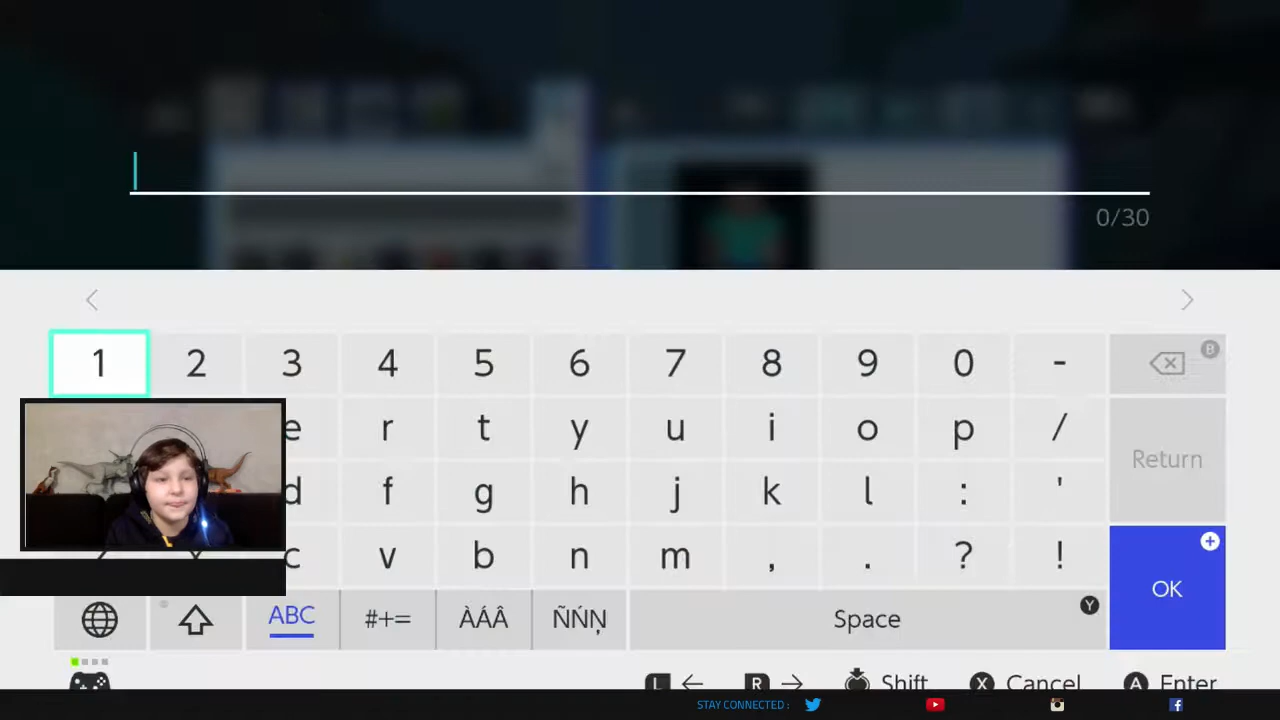 0/30
1 2 3 4 5 6 7 8 9 0 - B
e r t y u i o p / Return
d f g h j k l : '
c v b n m , . ? ! OK
ABC #+= ÀÁÂ ÑŃŅ Space Y
L ← R → Shift X Cancel A Enter
STAY CONNECTED :